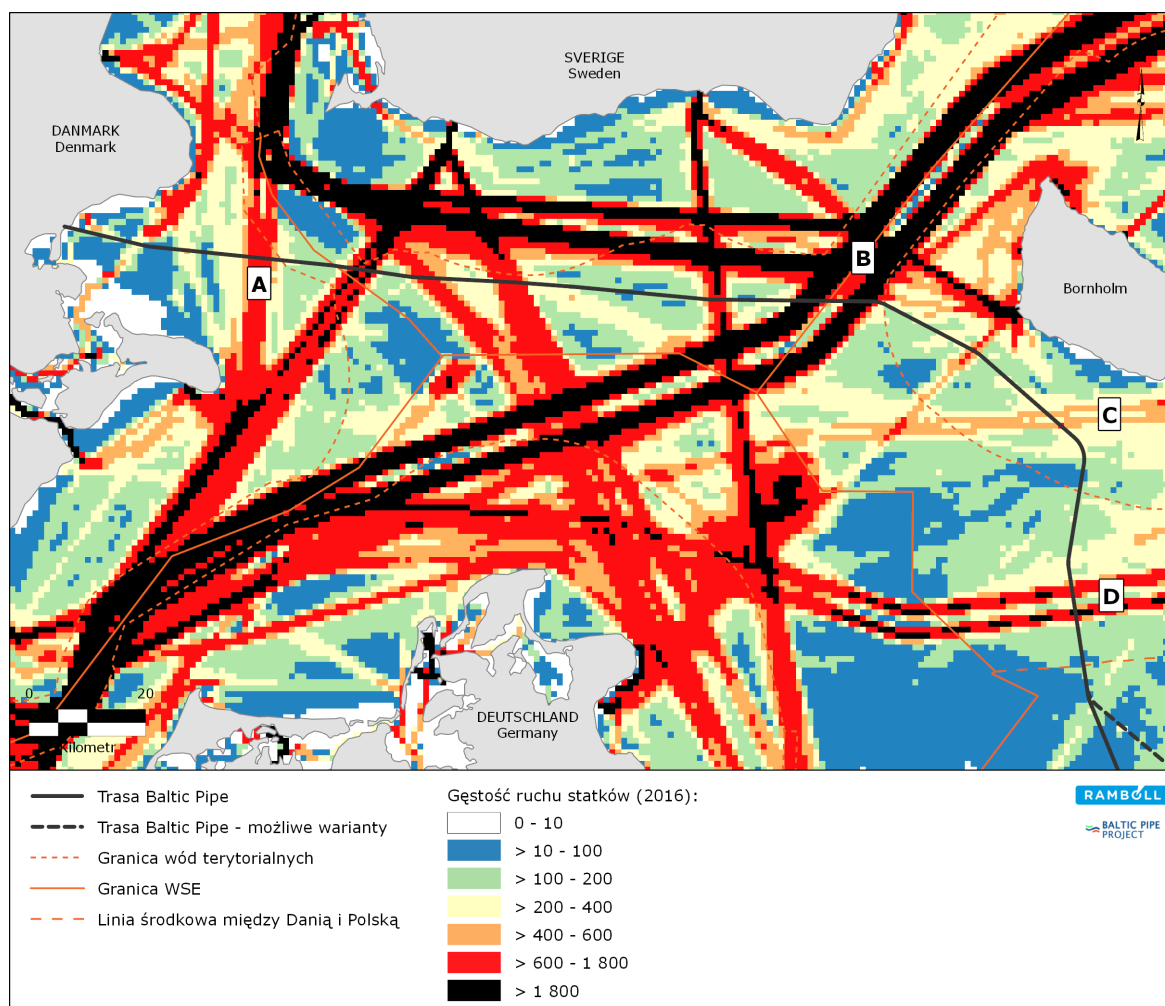 SVERIGE
Sweden
DANMARK
Denmark
B
A
Bornholm
C
D
0 20
Kilometr
DEUTSCHLAND
Germany
Trasa Baltic Pipe
Trasa Baltic Pipe - możliwe warianty
Granica wód terytorialnych
Granica WSE
Linia środkowa między Danią i Polską
Gęstość ruchu statków (2016):
0 - 10
> 10 - 100
> 100 - 200
> 200 - 400
> 400 - 600
> 600 - 1 800
> 1 800
RAMBOLL
BALTIC PIPE
PROJECT